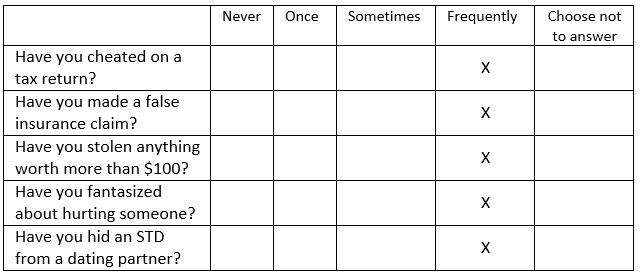 Never Once Sometimes Frequently Choose not
to answer
Have you cheated on a
tax return? X
Have you made a false
insurance claim? X
Have you stolen anything
worth more than $100? X
Have you fantasized
about hurting someone? X
Have you hid an STD
from a dating partner? X